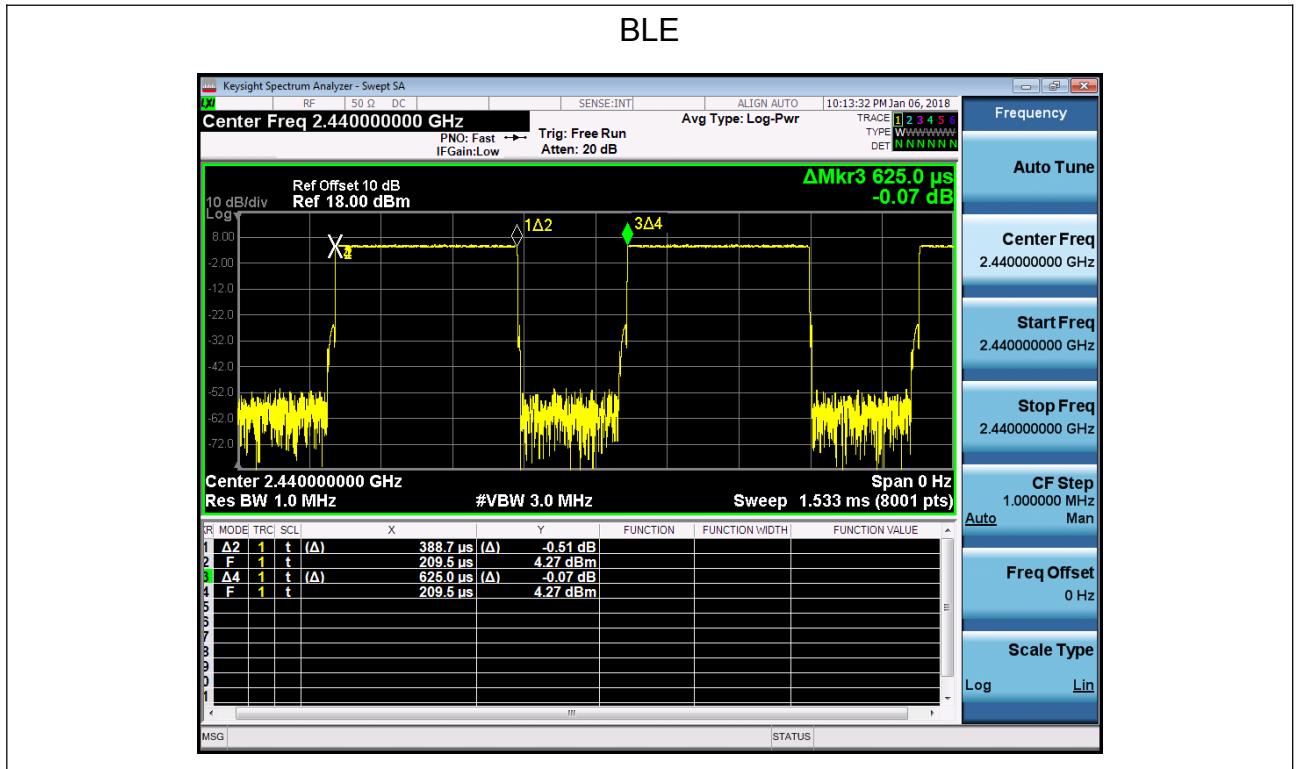 BLE
Keysight Spectrum Analyzer - Swept SA
LXI RF 50 Ω DC SENSE:INT ALIGN AUTO 10:13:32 PM Jan 06, 2018
Center Freq 2.440000000 GHz
PNO: Fast
IFGain:Low
Trig: Free Run
Atten: 20 dB
Avg Type: Log-Pwr
TRACE 1 2 3 4 5 6
TYPE WWWWWWW
DET N N N N N N
Frequency
ΔMkr3 625.0 µs
-0.07 dB
Ref Offset 10 dB
10 dB/div Ref 18.00 dBm
Log
1Δ2
3Δ4
8.00
-2.00
-12.0
-22.0
-32.0
-42.0
-52.0
-62.0
-72.0
Center 2.440000000 GHz Span 0 Hz
Res BW 1.0 MHz #VBW 3.0 MHz Sweep 1.533 ms (8001 pts)
MODE TRC SCL X Y FUNCTION FUNCTION WIDTH FUNCTION VALUE
1 Δ2 1 t (Δ) 388.7 µs (Δ) -0.51 dB
2 F 1 t 209.5 µs 4.27 dBm
3 Δ4 1 t (Δ) 625.0 µs (Δ) -0.07 dB
4 F 1 t 209.5 µs 4.27 dBm
5
6
7
8
9
MSG STATUS
Auto Tune
Center Freq
2.440000000 GHz
Start Freq
2.440000000 GHz
Stop Freq
2.440000000 GHz
CF Step
1.000000 MHz
Auto Man
Freq Offset
0 Hz
Scale Type
Log Lin